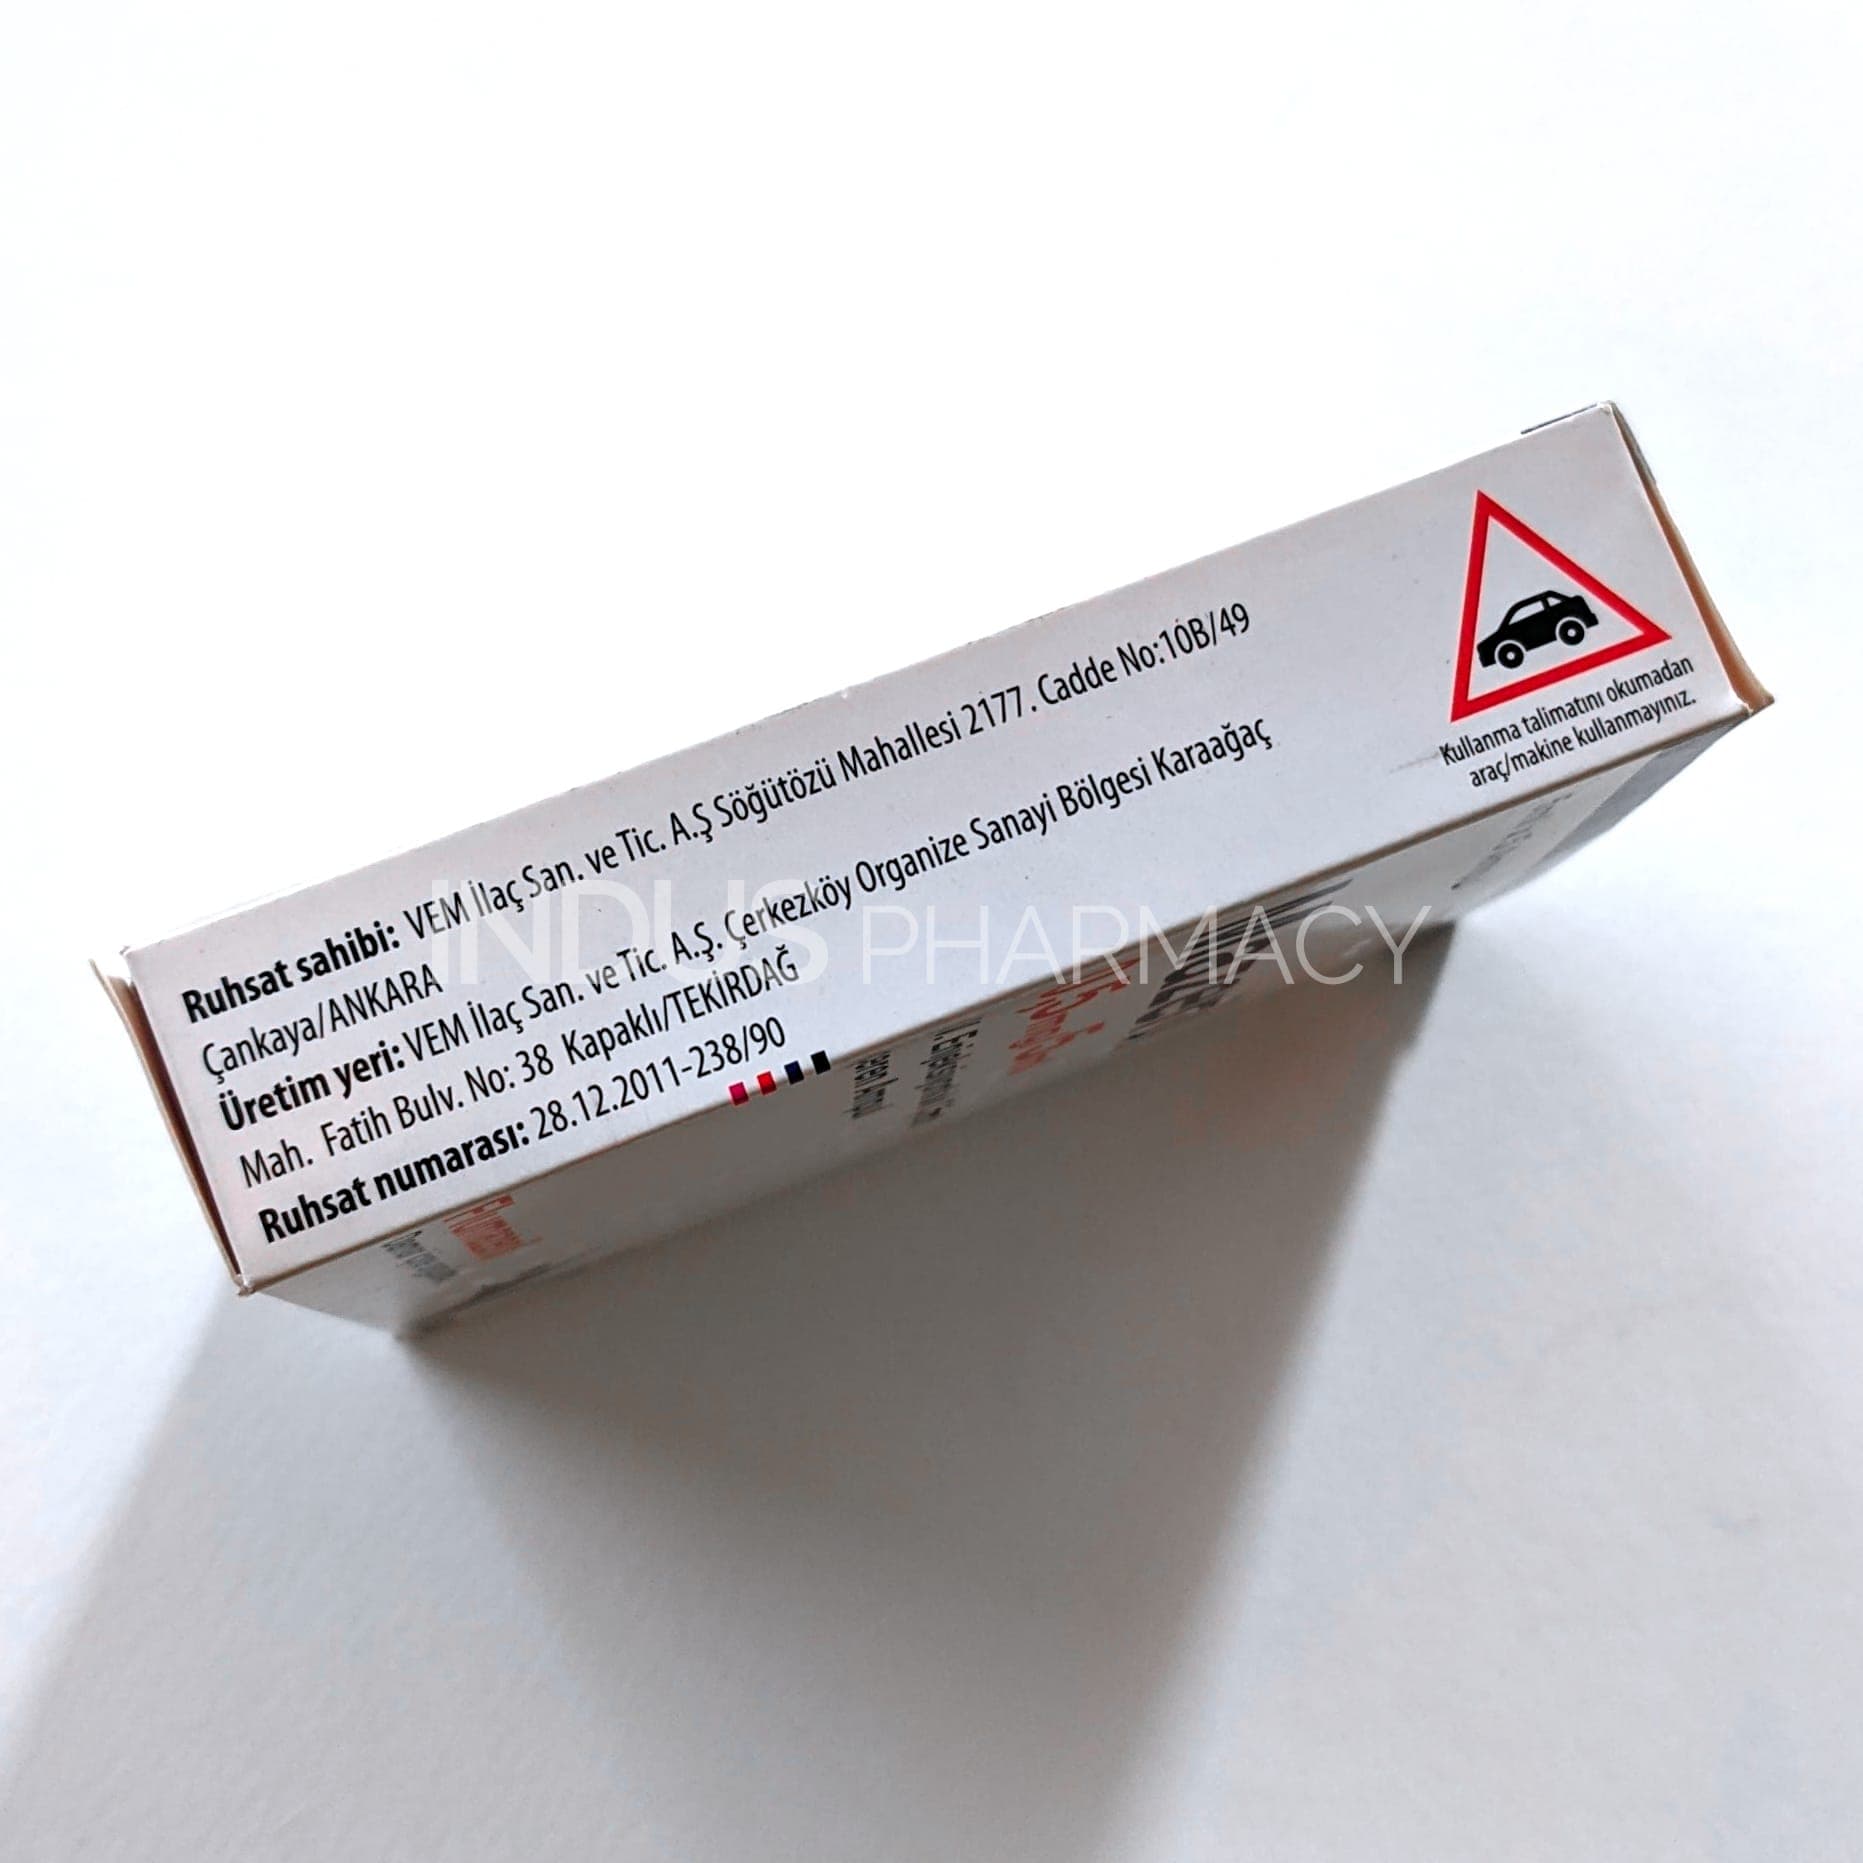 Ruhsat sahibi: VEM İlaç San. ve Tic. A.Ş Söğütözü Mahallesi 2177. Cadde No:10B/49
Çankaya/ANKARA
Üretim yeri: VEM İlaç San. ve Tic. A.Ş. Çerkezköy Organize Sanayi Bölgesi Karaağaç
Mah. Fatih Bulv. No: 38 Kapaklı/TEKİRDAĞ
Ruhsat numarası: 28.12.2011-238/90
Kullanma talimatını okumadan
araç/makine kullanmayınız.
INDUS PHARMACY